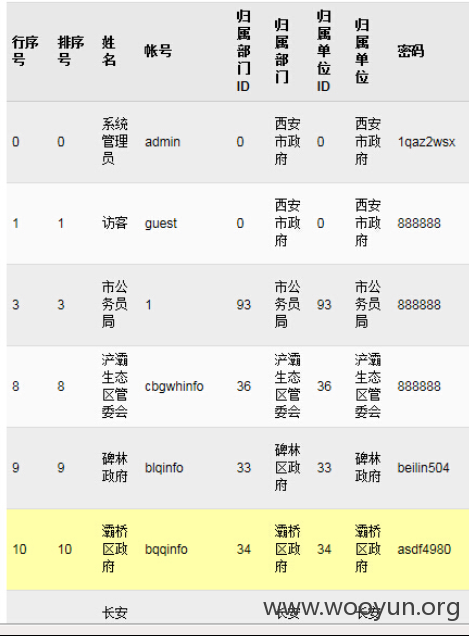 行序号 排序号 姓名 帐号 归属部门ID 归属部门 归属单位ID 归属单位 密码
0 0 系统管理员 admin 0 西安市政府 0 西安市政府 1qaz2wsx
1 1 访客 guest 0 西安市政府 0 西安市政府 888888
3 3 市公务员局 1 93 市公务员局 93 市公务员局 888888
8 8 浐灞生态区管委会 cbgwhinfo 36 浐灞生态区管委会 36 浐灞生态区管委会 888888
9 9 碑林政府 blqinfo 33 碑林区政府 33 碑林政府 beilin504
10 10 灞桥区政府 bqqinfo 34 灞桥区政府 34 灞桥区政府 asdf4980
长安 长安 长安
www.wooyun.org